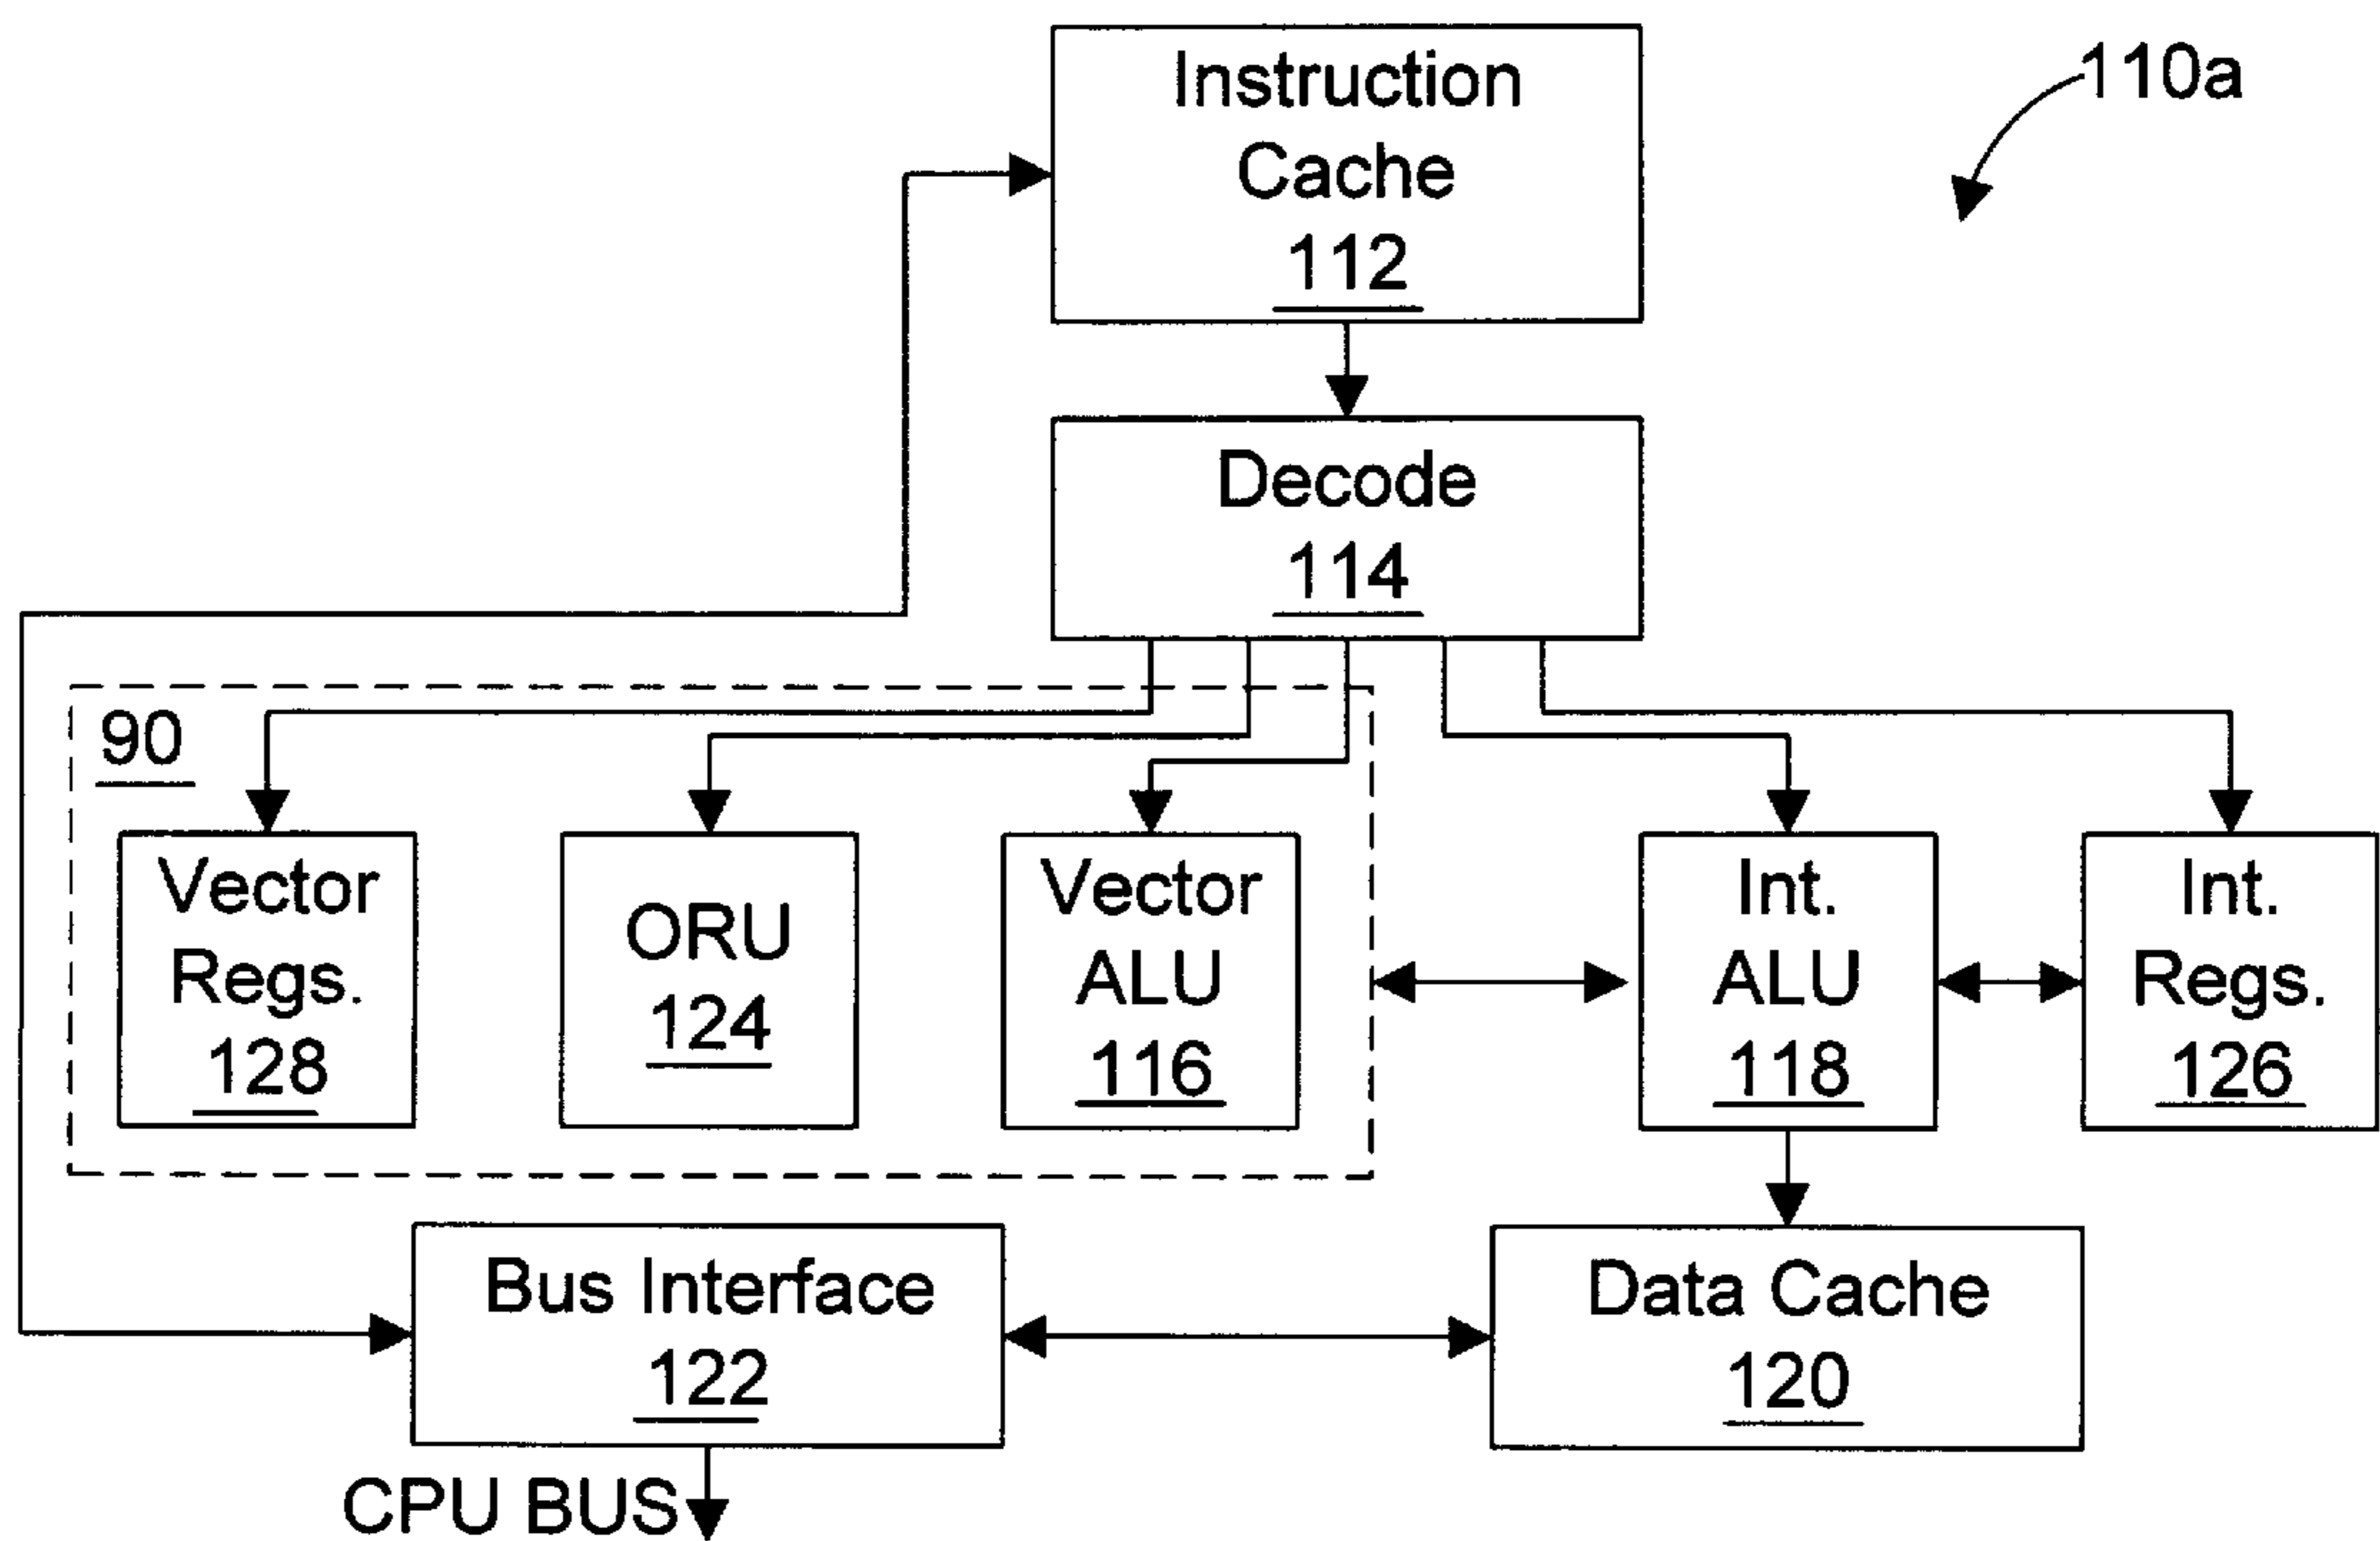 Instruction
Cache
112
110a
Decode
114
90
Vector
Regs.
128
ORU
124
Vector
ALU
116
Int.
ALU
118
Int.
Regs.
126
Bus Interface
122
Data Cache
120
CPU BUS